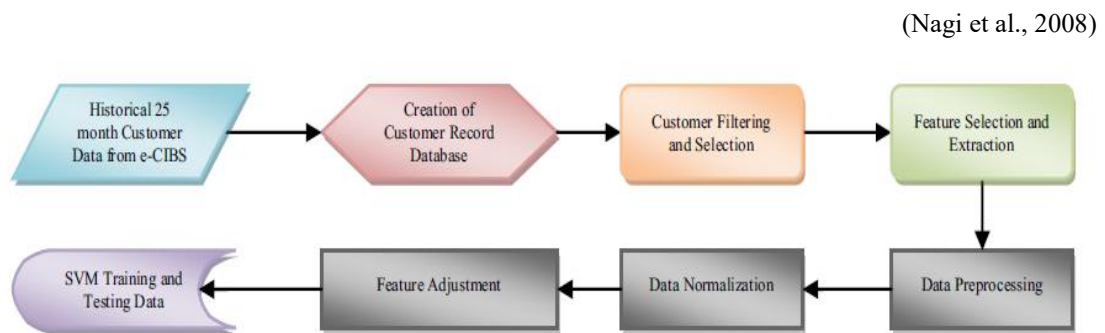 (Nagi et al., 2008)
Historical 25
month Customer
Data from e-CIBS
Creation of
Customer Record
Database
Customer Filtering
and Selection
Feature Selection and
Extraction
Data Preprocessing
Data Normalization
Feature Adjustment
SVM Training and
Testing Data